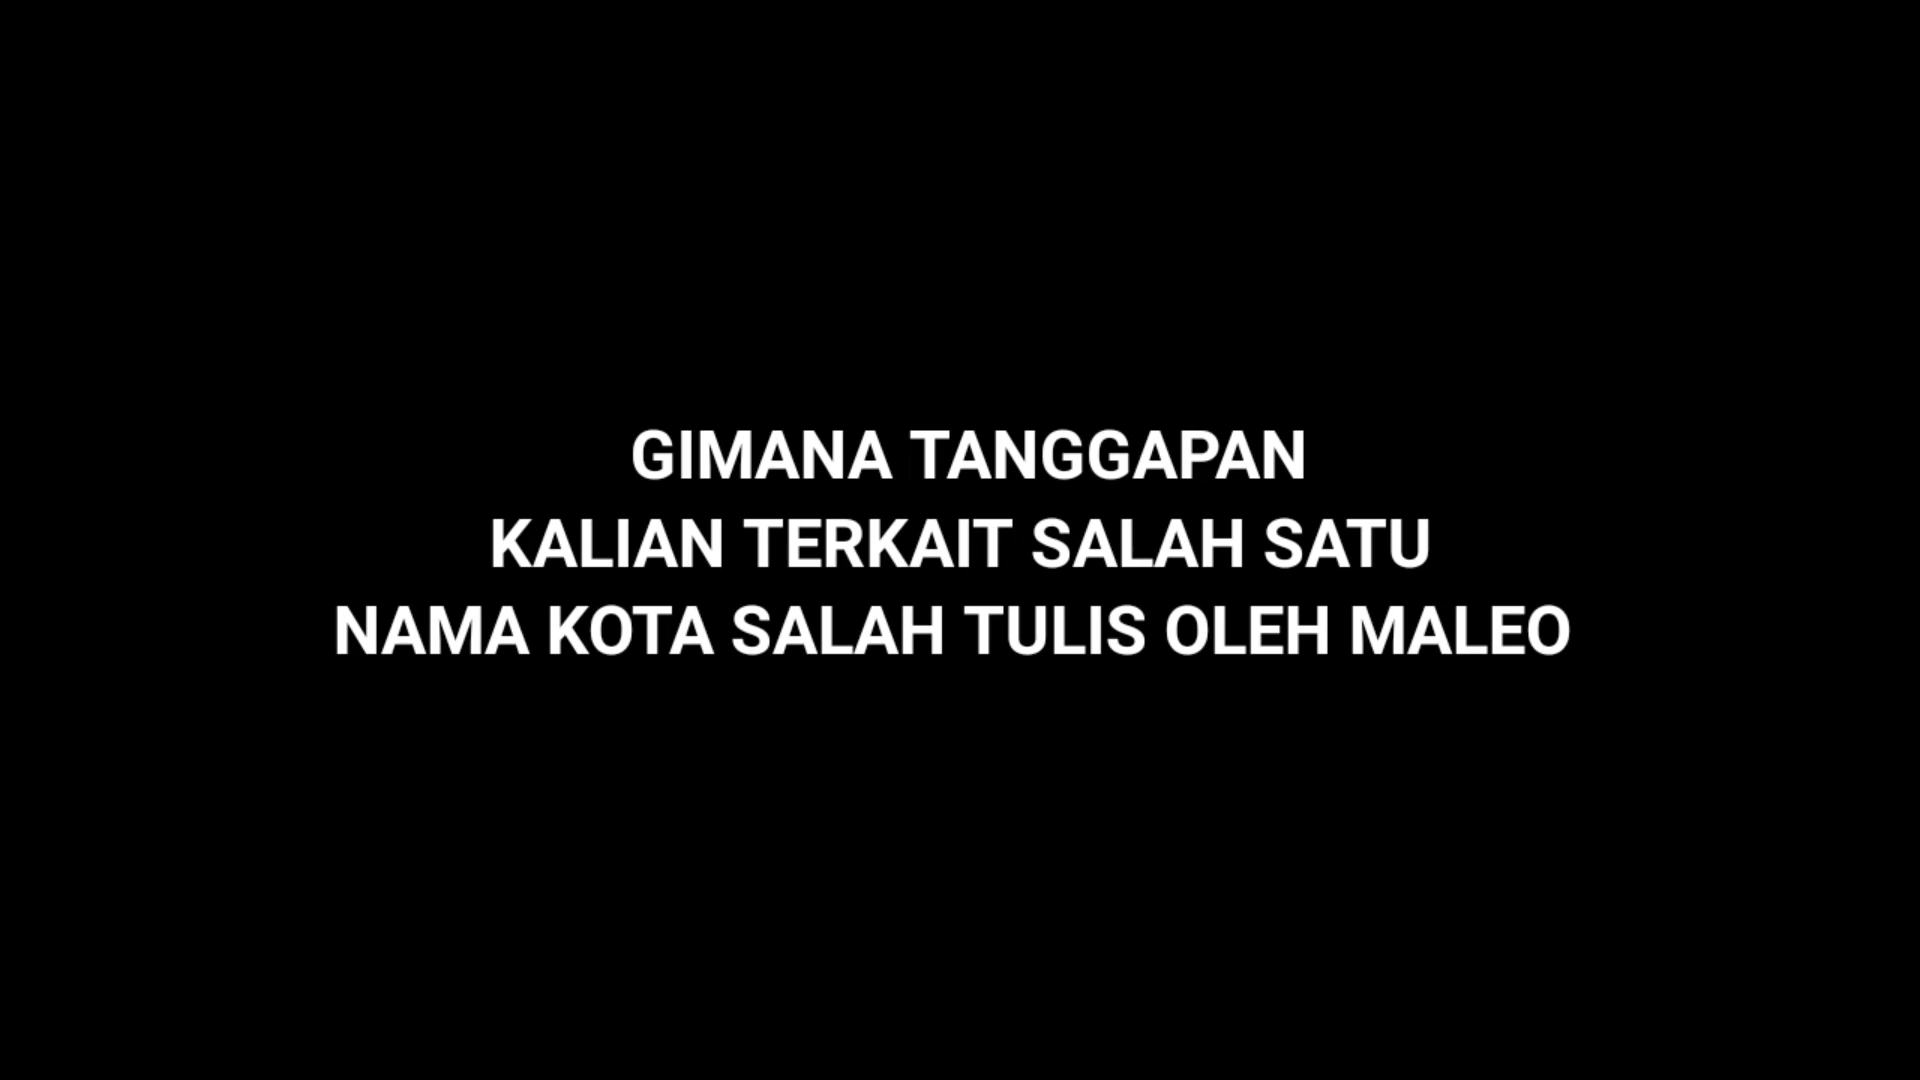 GIMANA TANGGAPAN
KALIAN TERKAIT SALAH SATU
NAMA KOTA SALAH TULIS OLEH MALEO